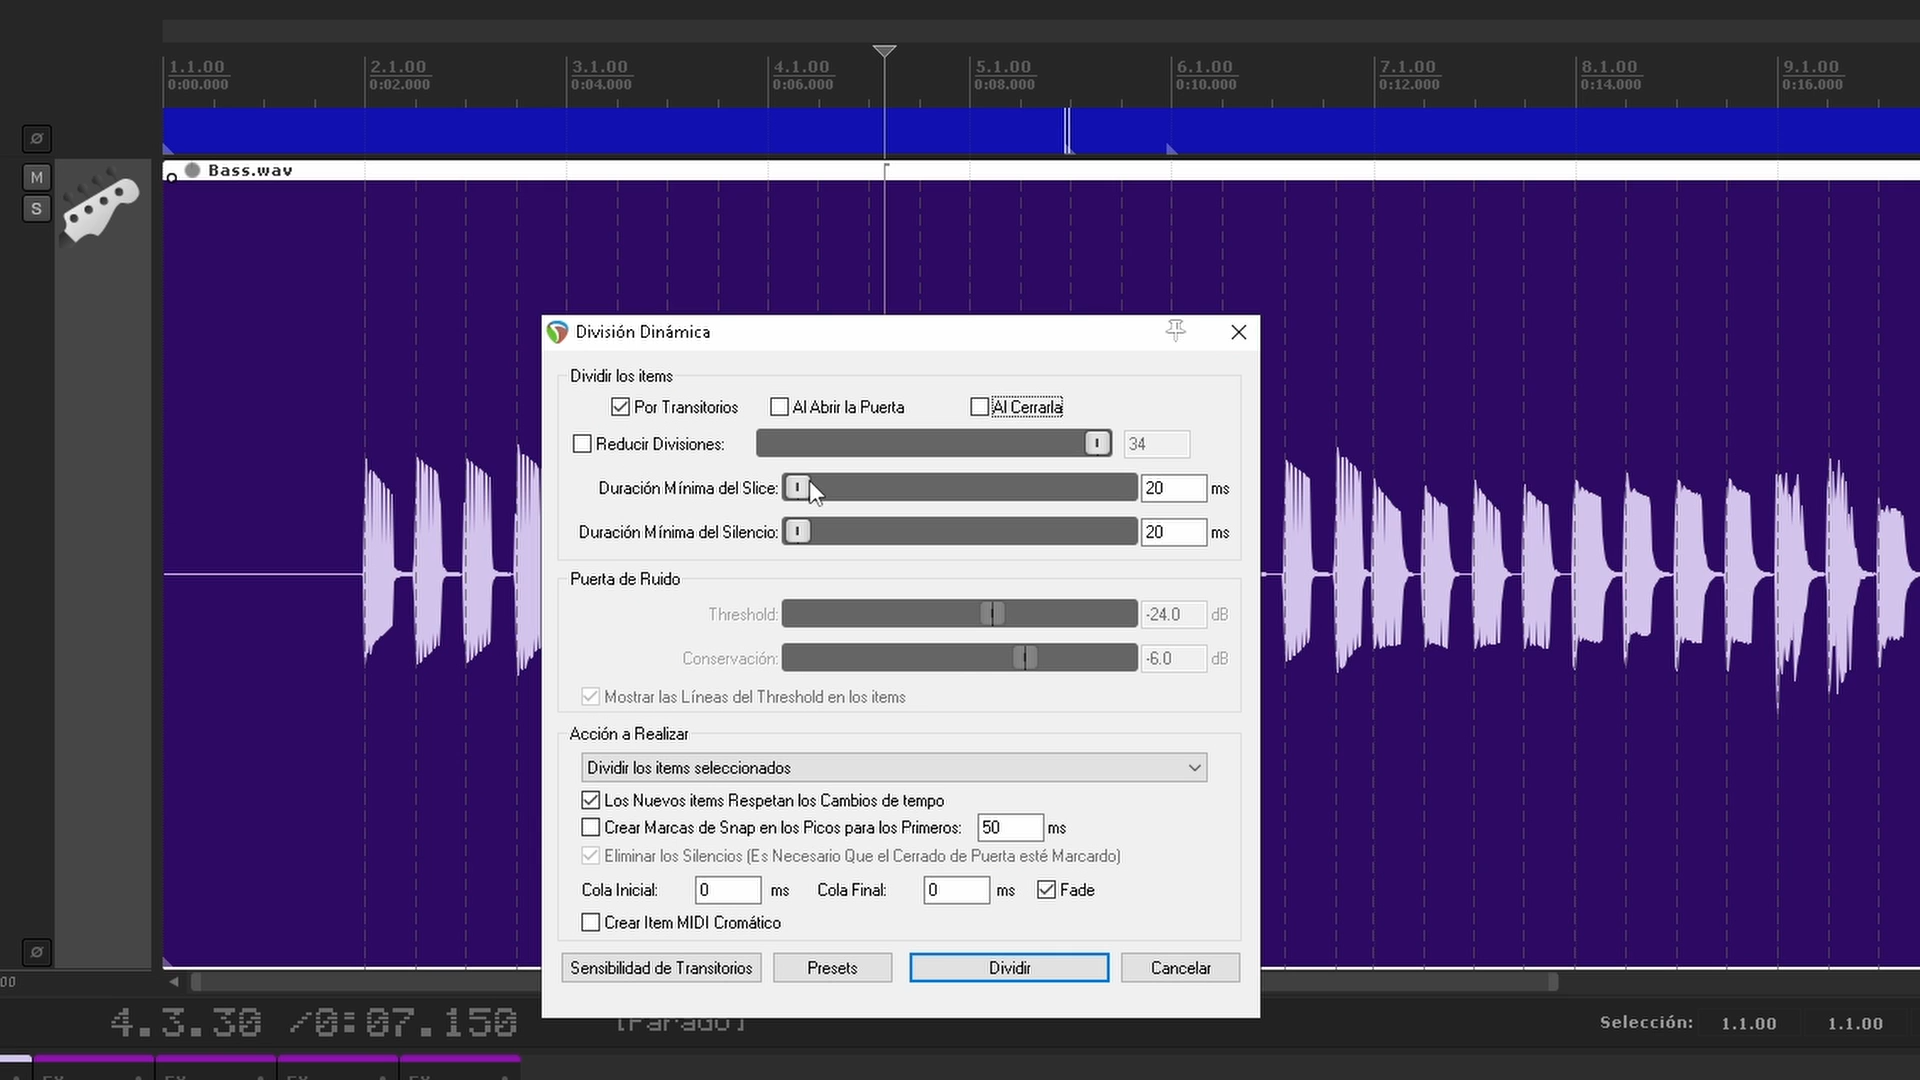 1.1.00 2.1.00 3.1.00 4.1.00 5.1.00 6.1.00 7.1.00 8.1.00 9.1.00
0:00.000 0:02.000 0:04.000 0:06.000 0:08.000 0:10.000 0:12.000 0:14.000 0:16.000
Bass.wav
M
S
División Dinámica
Dividir los items
Por Transitorios Al Abrir la Puerta Al Cerrarla
Reducir Divisiones: 34
Duración Mínima del Slice: 20 ms
Duración Mínima del Silencio: 20 ms
Puerta de Ruido
Threshold: -24.0 dB
Conservación: -6.0 dB
Mostrar las Líneas del Threshold en los items
Acción a Realizar
Dividir los items seleccionados
Los Nuevos items Respetan los Cambios de tempo
Crear Marcas de Snap en los Picos para los Primeros: 50 ms
Eliminar los Silencios (Es Necesario Que el Cerrado de Puerta esté Marcardo)
Cola Inicial: 0 ms Cola Final: 0 ms Fade
Crear Item MIDI Cromático
Sensibilidad de Transitorios Presets Dividir Cancelar
00
4.3.30 /0:07.150 [Parado]
Selección: 1.1.00 1.1.00
FX FX FX FX